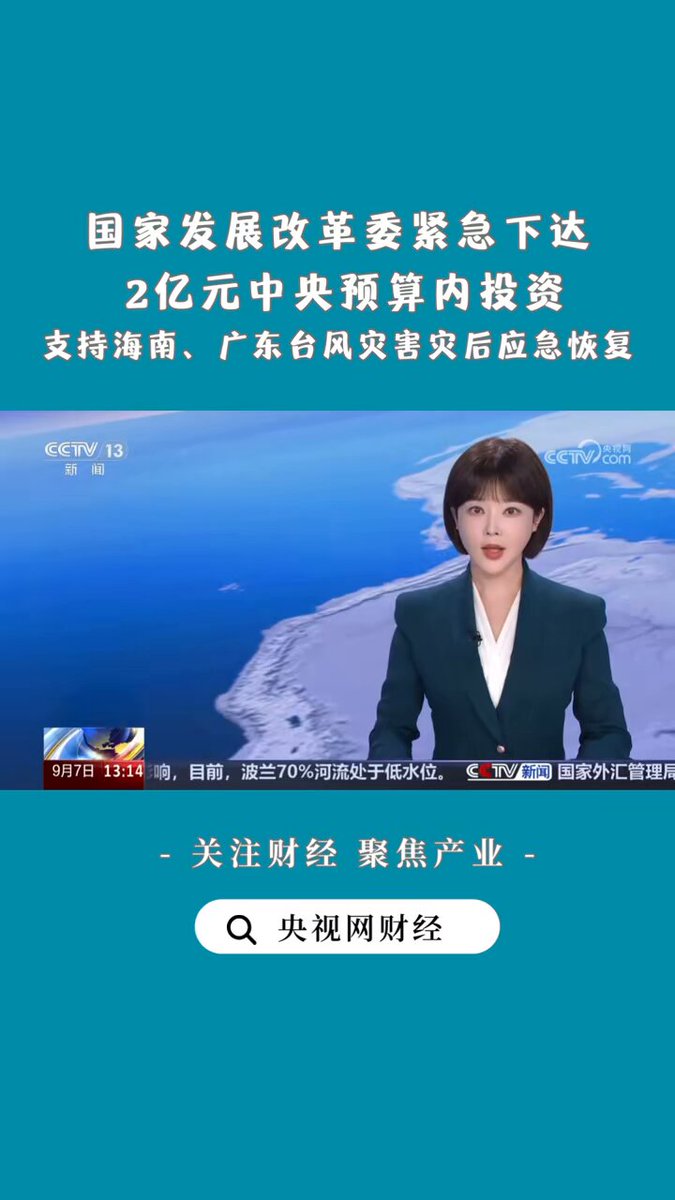 国家发展改革委紧急下达
2亿元中央预算内投资
支持海南、广东台风灾害灾后应急恢复
CCTV 13
新闻
央视网
CCTV.com
9月7日 13:14
影响，目前，波兰70%河流处于低水位。 CCTV新闻 国家外汇管理局
- 关注财经 聚焦产业 -
央视网财经